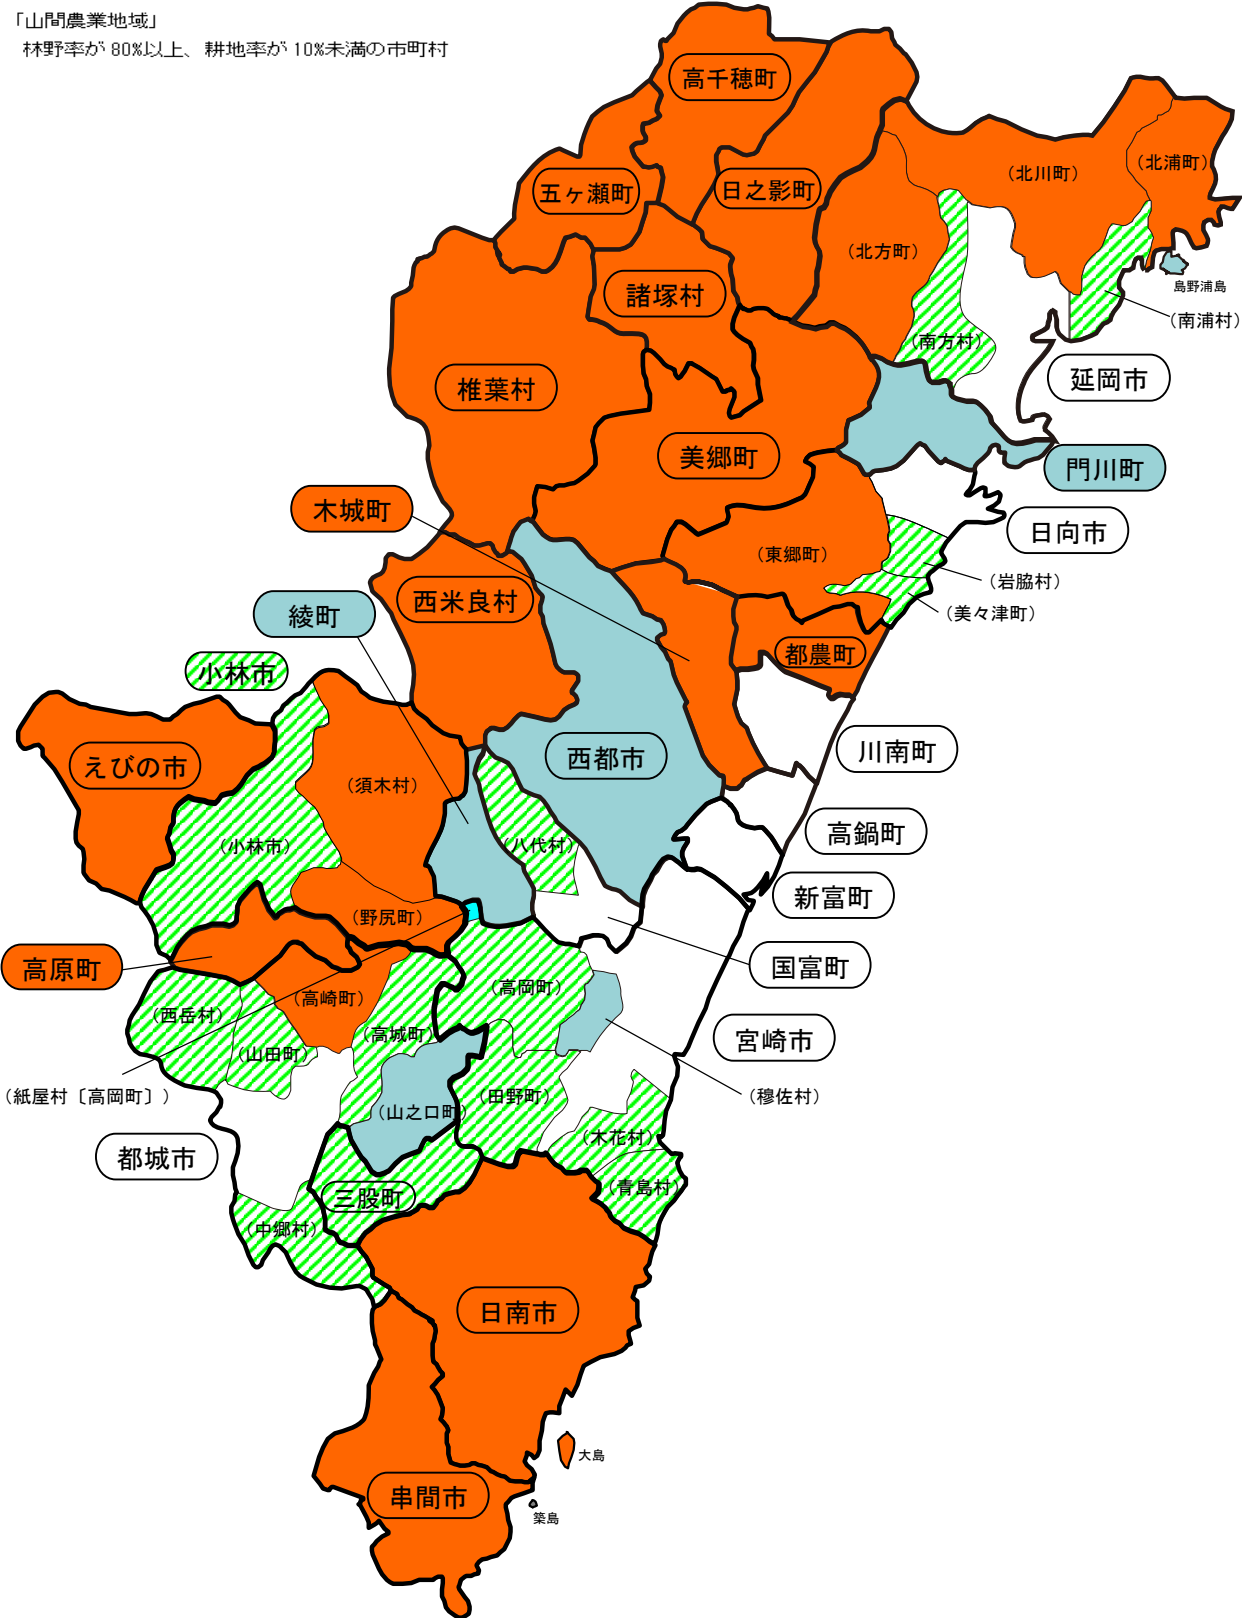 「山間農業地域」
林野率が80%以上、耕地率が10%未満の市町村
高千穂町
五ヶ瀬町
日之影町
（北川町）
（北浦町）
（北方町）
島野浦島
（南浦村）
諸塚村
（南方村）
延岡市
椎葉村
美郷町
門川町
木城町
日向市
（東郷町）
（岩脇村）
（美々津町）
西米良村
綾町
都農町
小林市
えびの市
西都市
川南町
（須木村）
（小林市）
（八代村）
高鍋町
新富町
（野尻町）
高原町
国富町
（高岡町）
（高崎町）
（西岳村）
（高城町）
宮崎市
（山田町）
（紙屋村〔高岡町〕）
（田野町）
（穆佐村）
（山之口町）
（木花村）
都城市
（青島村）
三股町
（中郷村）
日南市
大島
串間市
築島